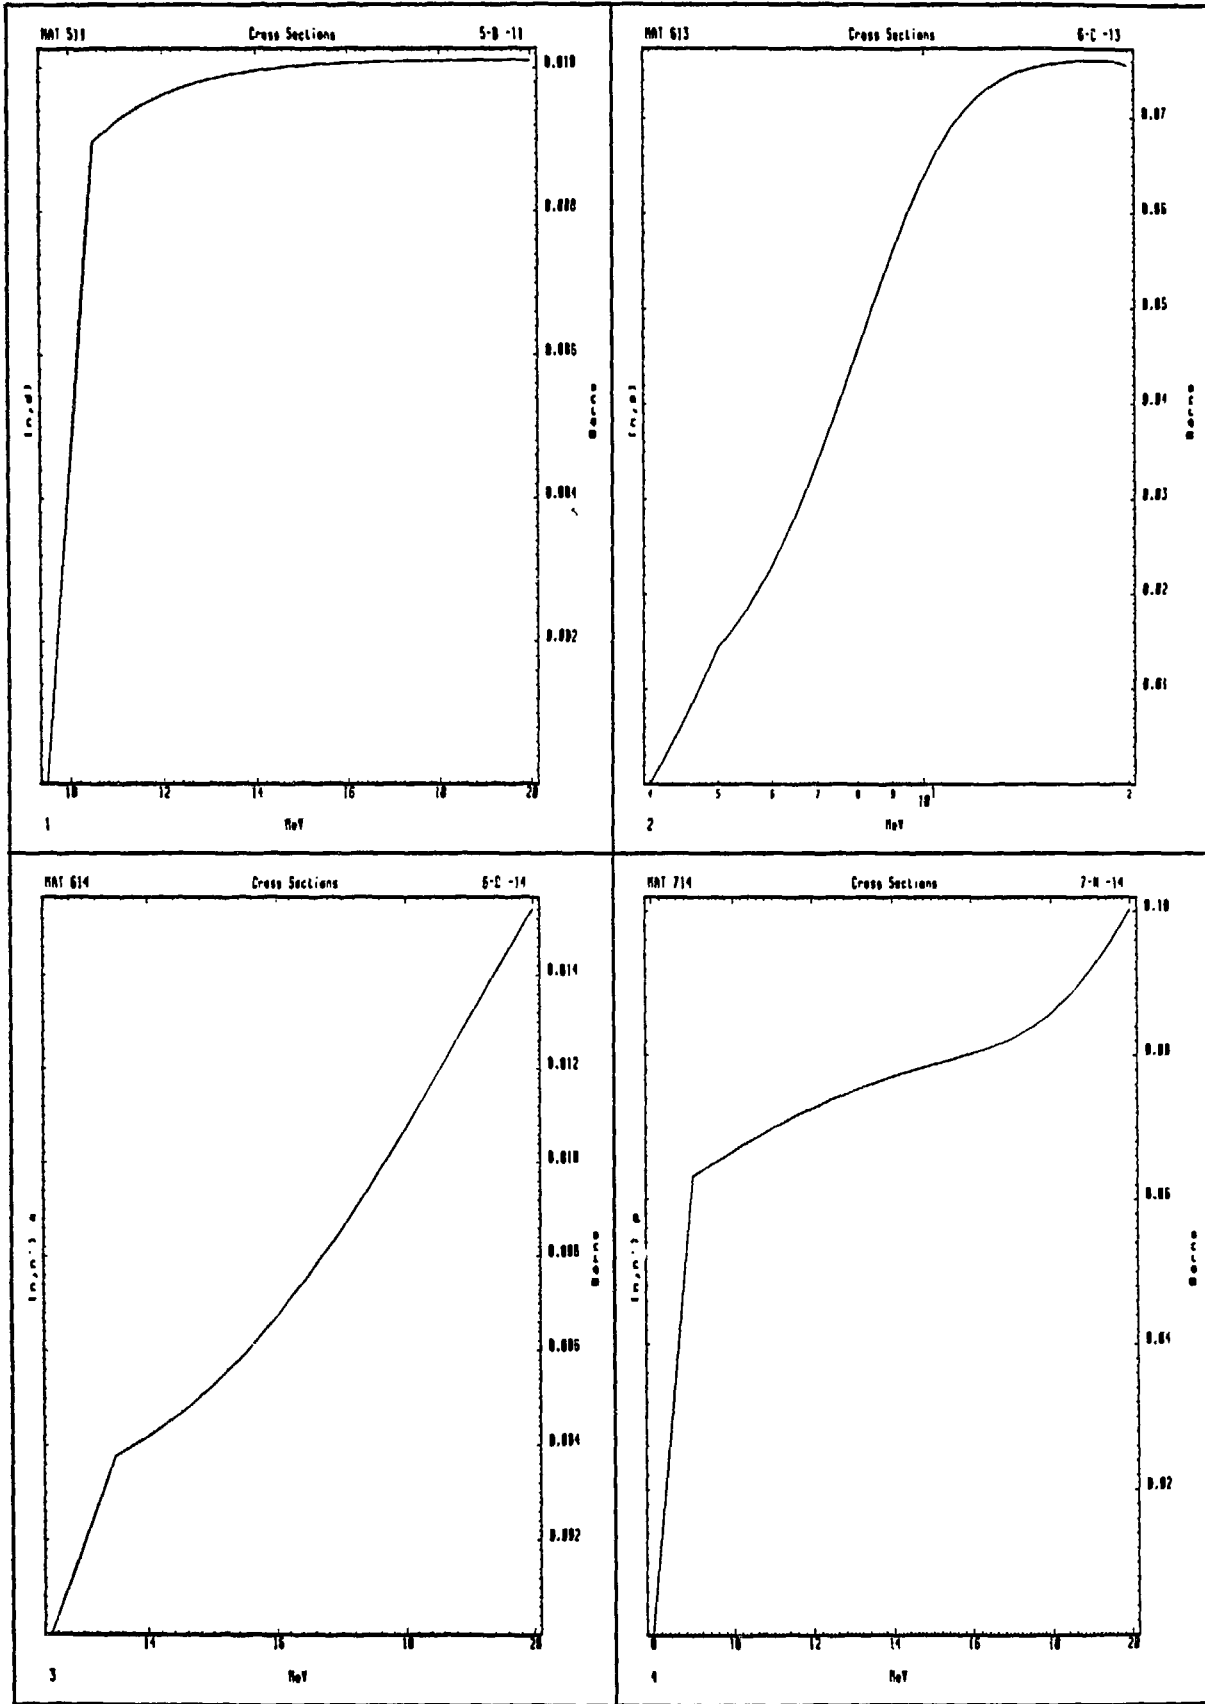 MAT 511 Cross Sections 5-B -11
0.010
0.008
0.006
0.004
0.002
(n,d)
Barns
10 12 14 16 18 20
1 MeV
MAT 613 Cross Sections 6-C -13
0.07
0.06
0.05
0.04
0.03
0.02
0.01
Barns
4 5 6 7 8 9 10¹ 2
2 MeV
MAT 614 Cross Sections 6-C -14
0.014
0.012
0.010
0.008
0.006
0.004
0.002
(n,n') a
Barns
14 16 18 20
3 MeV
MAT 714 Cross Sections 7-N -14
0.10
0.08
0.06
0.04
0.02
(n,n') p
Barns
8 10 12 14 16 18 20
4 MeV